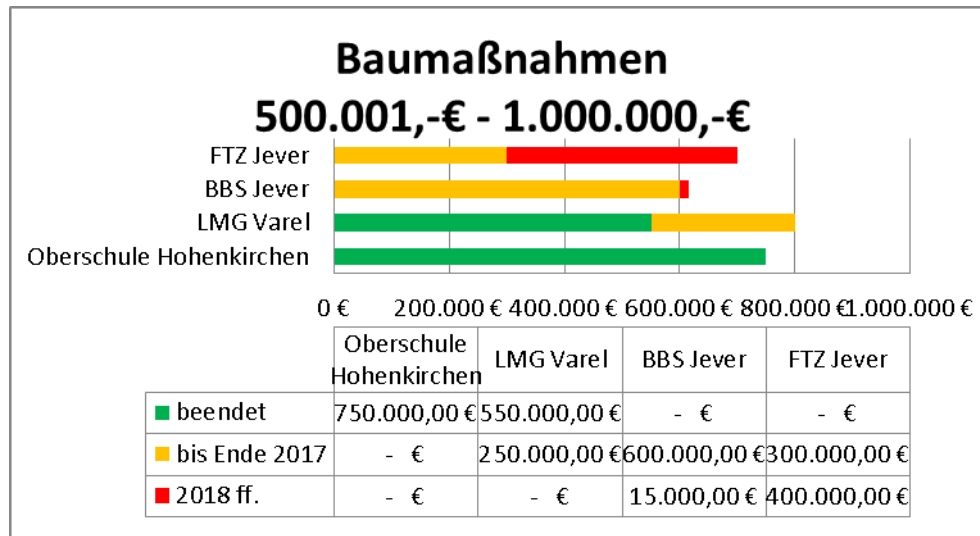 Baumaßnahmen
500.001,-€ - 1.000.000,-€
FTZ Jever
BBS Jever
LMG Varel
Oberschule Hohenkirchen
0 € 200.000 € 400.000 € 600.000 € 800.000 € 1.000.000 €
Oberschule Hohenkirchen LMG Varel BBS Jever FTZ Jever
beendet 750.000,00 € 550.000,00 € - € - €
bis Ende 2017 - € 250.000,00 € 600.000,00 € 300.000,00 €
2018 ff. - € - € 15.000,00 € 400.000,00 €